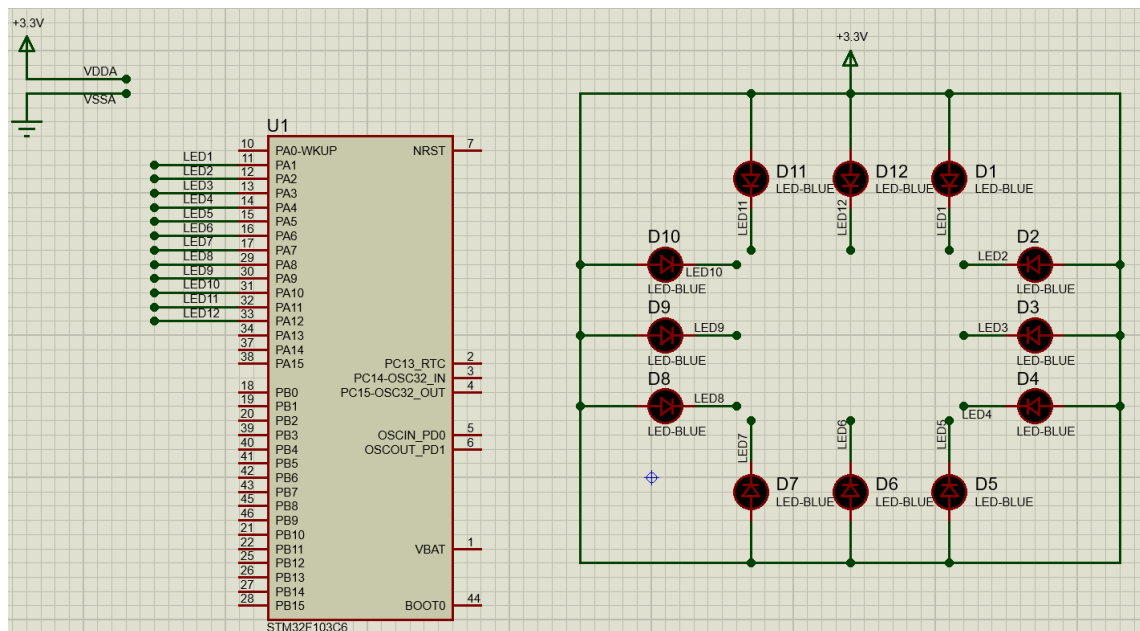 +3.3V
VDDA
VSSA
U1
10 PA0-WKUP NRST 7
LED1 11 PA1
LED2 12 PA2
LED3 13 PA3
LED4 14 PA4
LED5 15 PA5
LED6 16 PA6
LED7 17 PA7
LED8 29 PA8
LED9 30 PA9
LED10 31 PA10
LED11 32 PA11
LED12 33 PA12
34 PA13
37 PA14
38 PA15
PC13_RTC 2
PC14-OSC32_IN 3
PC15-OSC32_OUT 4
18 PB0
19 PB1
20 PB2
39 PB3
40 PB4
41 PB5
42 PB6
43 PB7
45 PB8
46 PB9
21 PB10
22 PB11
25 PB12
26 PB13
27 PB14
28 PB15
OSCIN_PD0 5
OSCOUT_PD1 6
VBAT 1
BOOT0 44
STM32F103C6
+3.3V
D11
LED-BLUE
LED11
D12
LED-BLUE
LED12
D1
LED-BLUE
LED1
D10
LED10
LED-BLUE
D2
LED2
LED-BLUE
D9
LED9
LED-BLUE
D3
LED3
LED-BLUE
D8
LED8
LED-BLUE
D4
LED4
LED-BLUE
LED7
D7
LED-BLUE
LED6
D6
LED-BLUE
LED5
D5
LED-BLUE